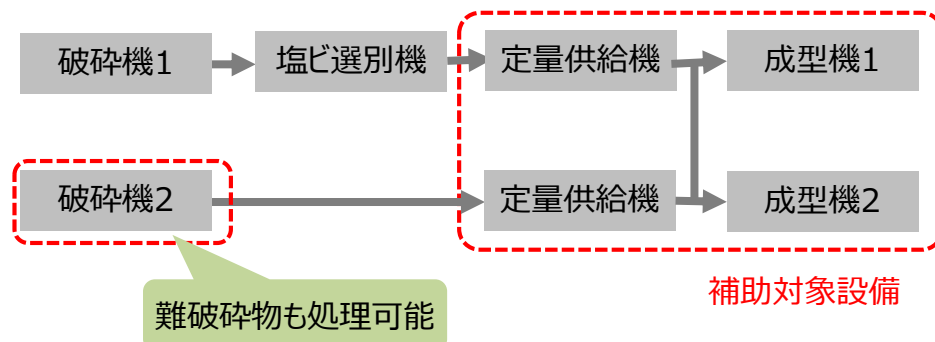 破砕機1
塩ビ選別機
定量供給機
成型機1
破砕機2
定量供給機
成型機2
難破砕物も処理可能
補助対象設備